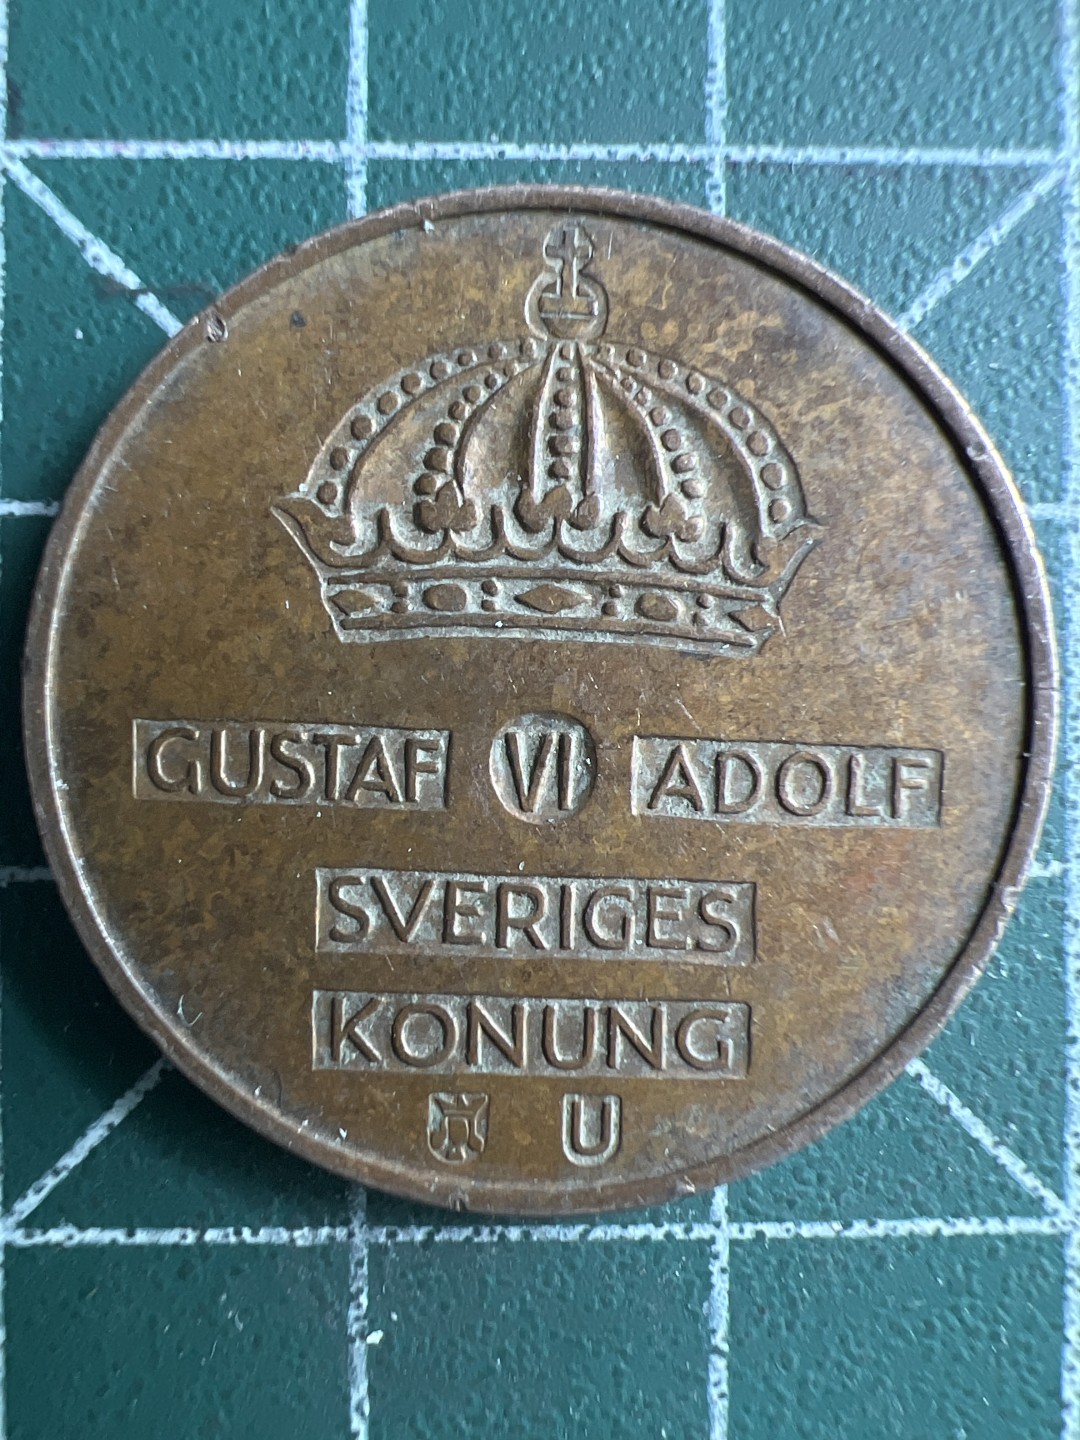 GUSTAF VI ADOLF
SVERIGES
KONUNG
U